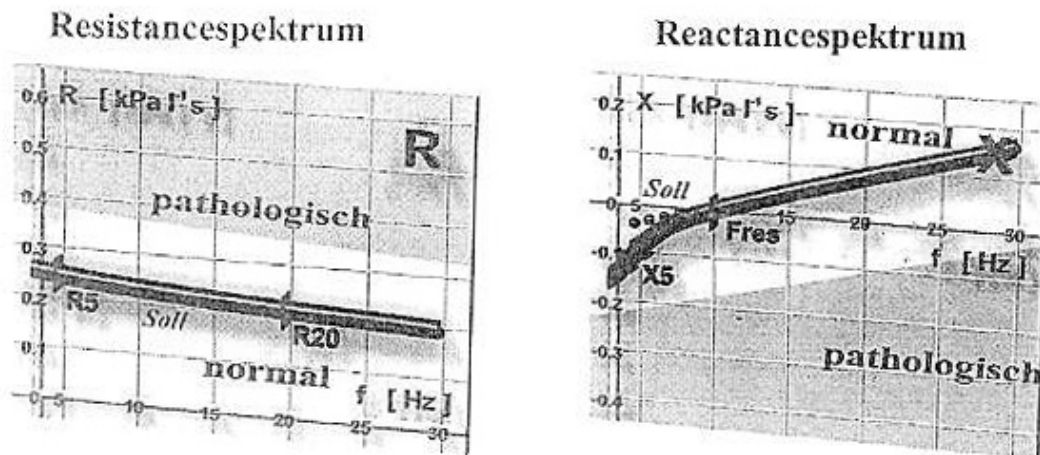 Resistancespektrum
0.6 R [ kPa l's ]
R
0.5
0.4 pathologisch
0.3
0.2 R5 Soll R20
0.1 normal f [ Hz ]
0 5 10 15 20 25 30
Reactancespektrum
0.2 X [ kPa l's ]
normal X
0.1
Soll
0 5 Fres 15 20 25 30
-0.1 X5 f [ Hz ]
-0.2
-0.3 pathologisch
-0.4